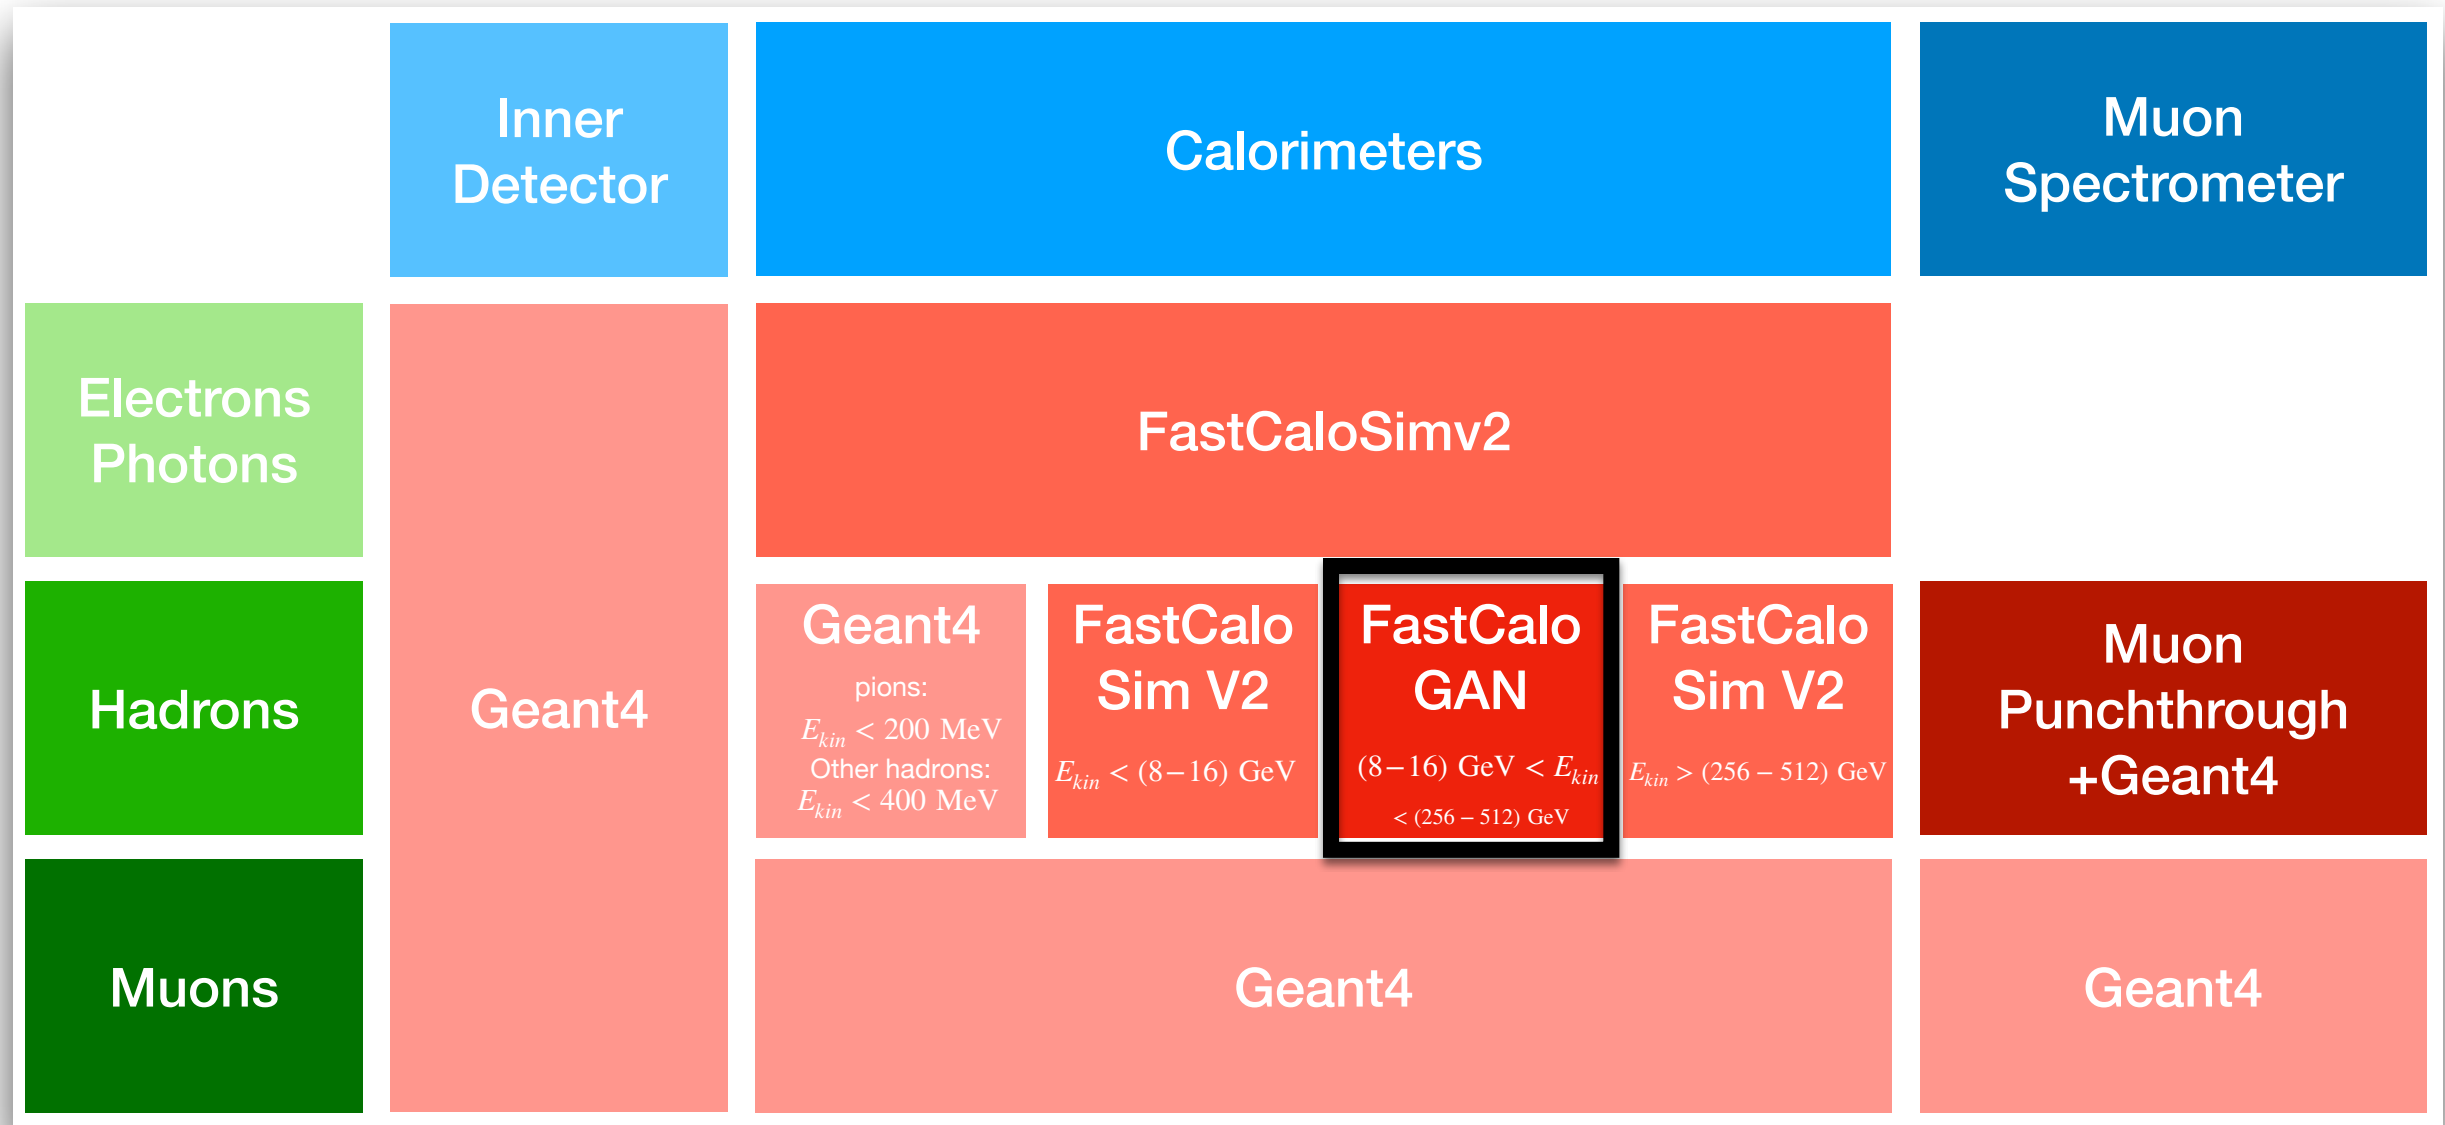 Inner
Detector
Calorimeters
Muon
Spectrometer
Electrons
Photons
FastCaloSimv2
Hadrons
Geant4
Geant4
pions:
E_kin < 200 MeV
Other hadrons:
E_kin < 400 MeV
FastCalo
Sim V2
E_kin < (8−16) GeV
FastCalo
GAN
(8−16) GeV < E_kin
< (256 − 512) GeV
FastCalo
Sim V2
E_kin > (256 − 512) GeV
Muon
Punchthrough
+Geant4
Muons
Geant4
Geant4